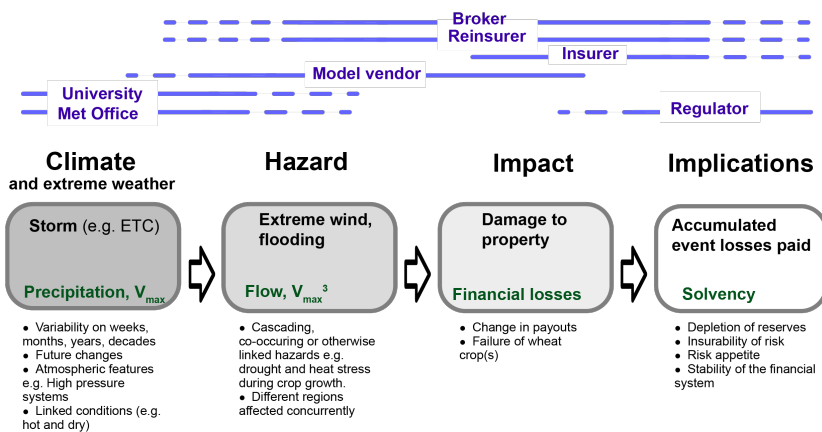 Broker
Reinsurer
Insurer
Model vendor
University
Met Office
Regulator
Climate
and extreme weather
Hazard
Impact
Implications
Storm (e.g. ETC)
Precipitation, Vmax
Extreme wind,
flooding
Flow, Vmax³
Damage to
property
Financial losses
Accumulated
event losses paid
Solvency
● Variability on weeks,
months, years, decades
● Future changes
● Atmospheric features
e.g. High pressure
systems
● Linked conditions (e.g.
hot and dry)
● Cascading,
co-occuring or otherwise
linked hazards e.g.
drought and heat stress
during crop growth.
● Different regions
affected concurrently
● Change in payouts
● Failure of wheat
crop(s)
● Depletion of reserves
● Insurability of risk
● Risk appetite
● Stability of the financial
system